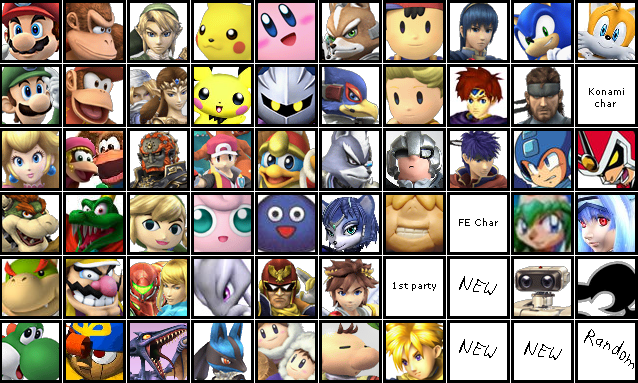 Konami
char
FE Char
1st party
NEW
NEW
NEW
Random